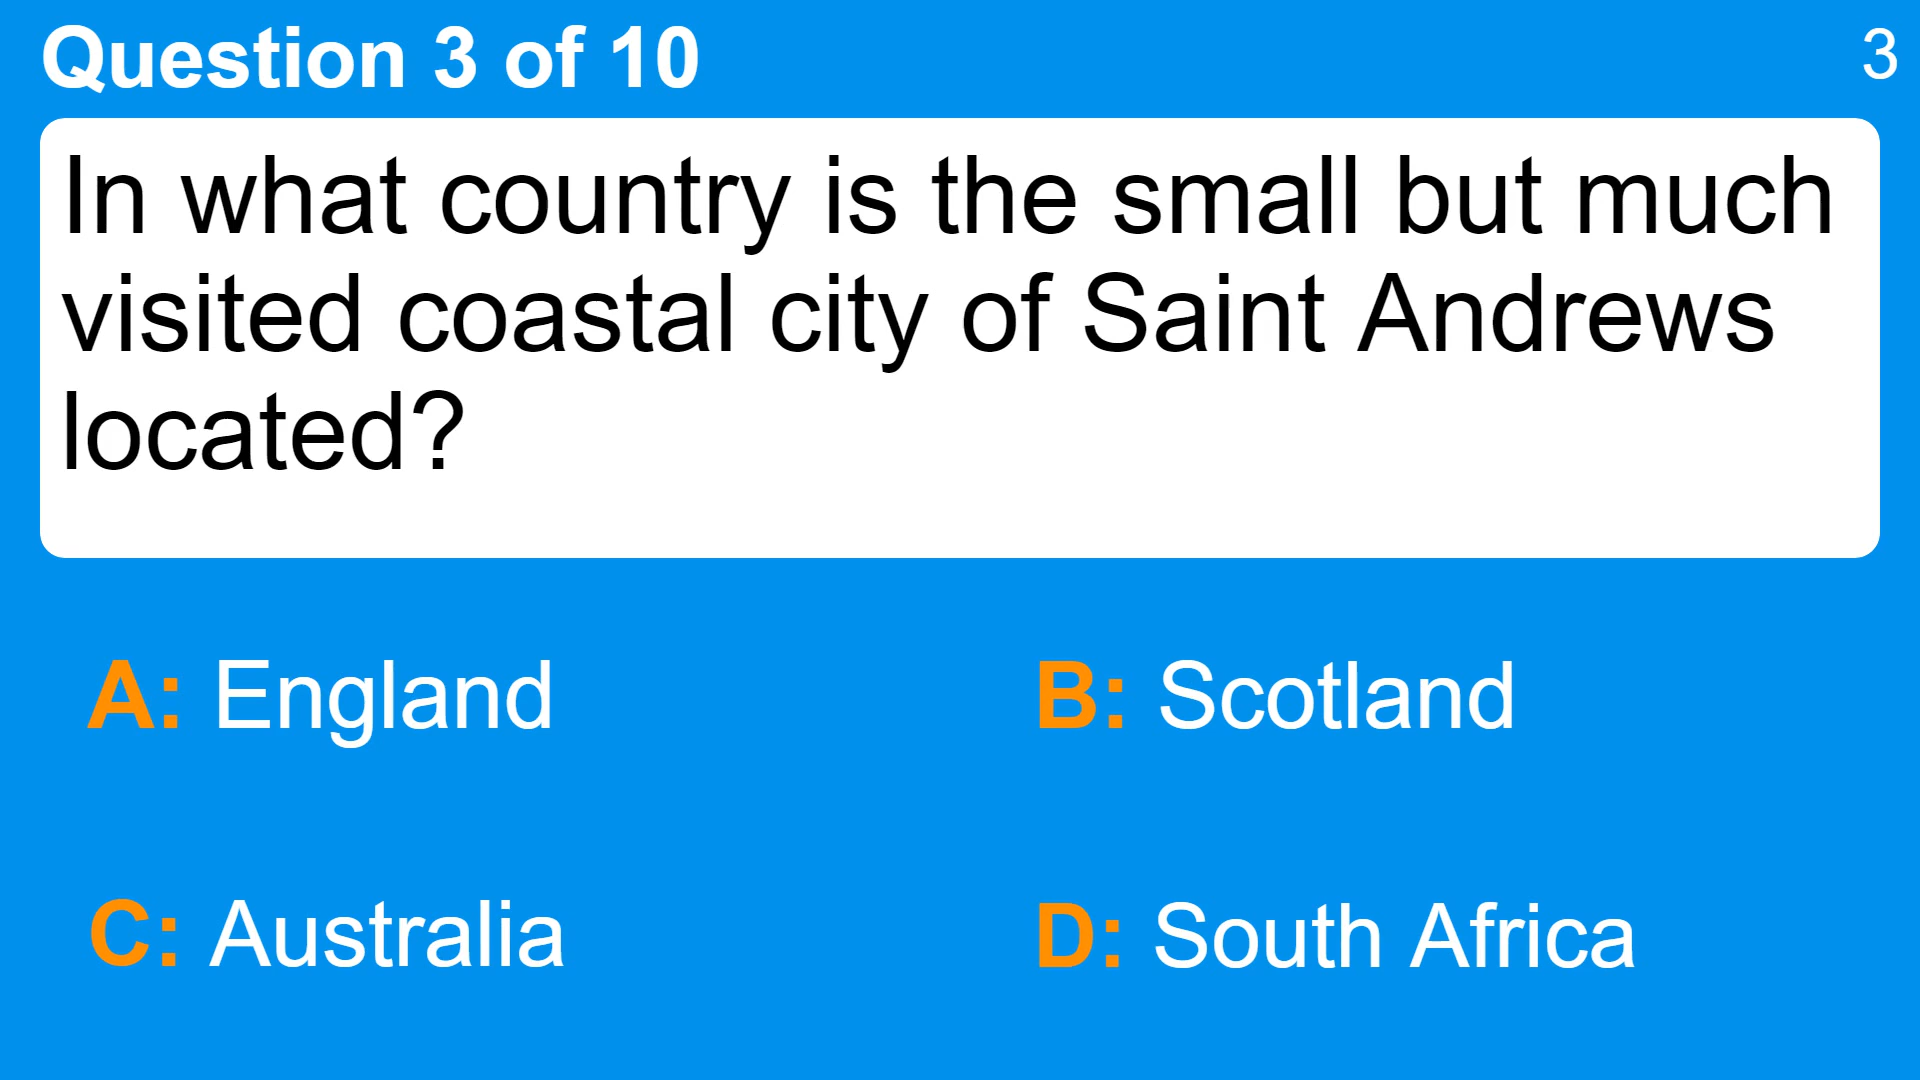 Question 3 of 10
3
In what country is the small but much
visited coastal city of Saint Andrews
located?
A: England
B: Scotland
C: Australia
D: South Africa